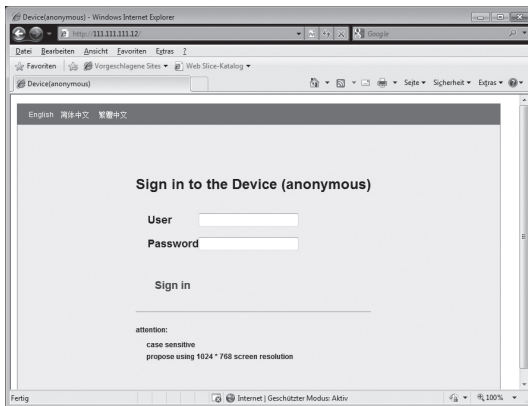 Device(anonymous) - Windows Internet Explorer
http://111.111.111.12/
Google
Datei Bearbeiten Ansicht Favoriten Extras ?
Favoriten Vorgeschlagene Sites Web Slice-Katalog
Device(anonymous) Seite Sicherheit Extras
English 简体中文 繁體中文
Sign in to the Device (anonymous)
User
Password
Sign in
attention:
case sensitive
propose using 1024 * 768 screen resolution
Fertig Internet | Geschützter Modus: Aktiv 100%